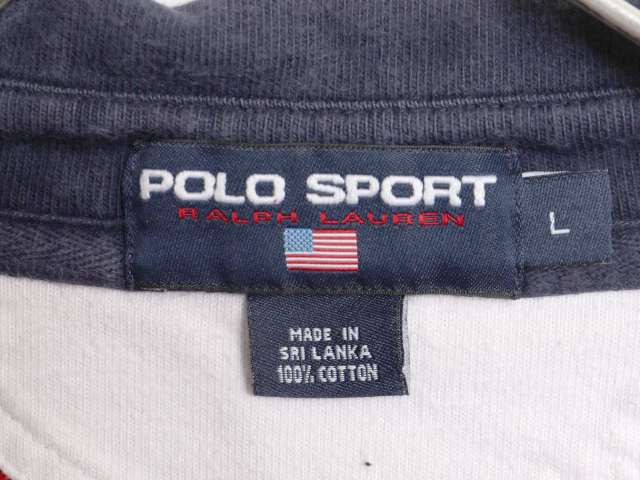 POLO SPORT
RALPH LAUREN
L
MADE IN
SRI LANKA
100% COTTON